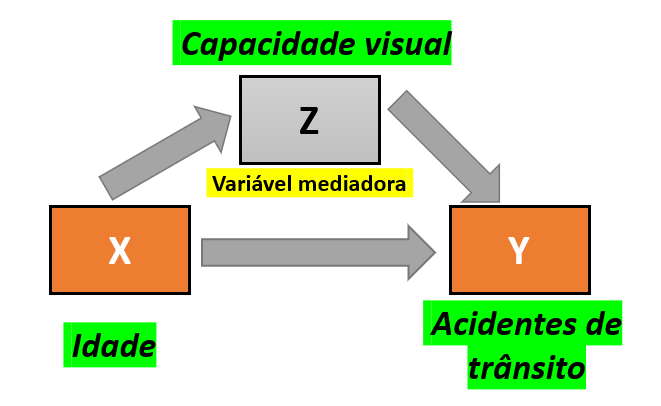 Capacidade visual
Z
Variável mediadora
X
Y
Idade
Acidentes de
trânsito